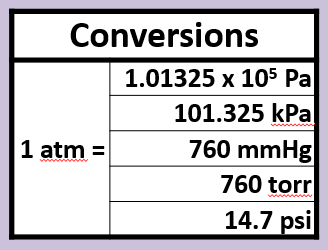 Conversions
1.01325 x 10⁵ Pa
101.325 kPa
1 atm =
760 mmHg
760 torr
14.7 psi